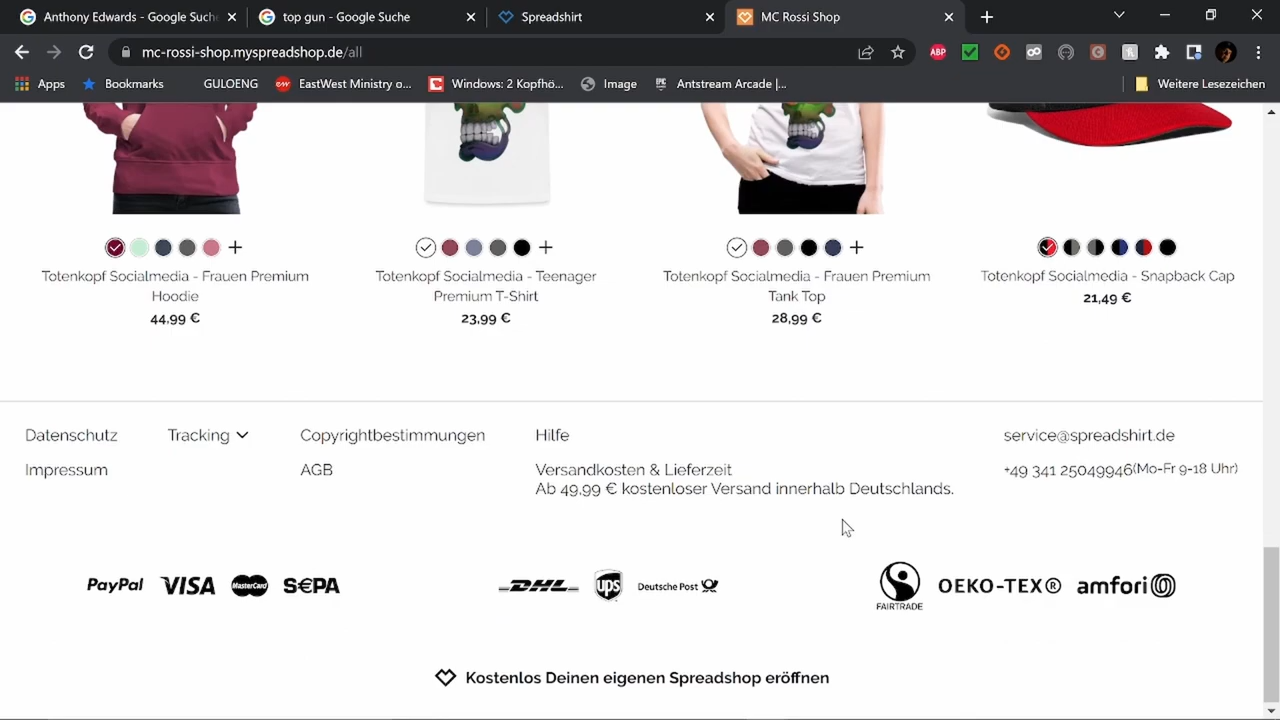 Anthony Edwards - Google Suche
top gun - Google Suche
Spreadshirt
MC Rossi Shop
mc-rossi-shop.myspreadshop.de/all
ABP
Apps
Bookmarks
GULOENG
EastWest Ministry o...
Windows: 2 Kopfhö...
Image
Antstream Arcade |...
Weitere Lesezeichen
Totenkopf Socialmedia - Frauen Premium
Hoodie
44,99 €
Totenkopf Socialmedia - Teenager
Premium T-Shirt
23,99 €
Totenkopf Socialmedia - Frauen Premium
Tank Top
28,99 €
Totenkopf Socialmedia - Snapback Cap
21,49 €
Datenschutz
Tracking
Copyrightbestimmungen
Hilfe
service@spreadshirt.de
Impressum
AGB
Versandkosten & Lieferzeit
Ab 49,99 € kostenloser Versand innerhalb Deutschlands.
+49 341 25049946(Mo-Fr 9-18 Uhr)
PayPal
VISA
MasterCard
S€PA
DHL
ups
Deutsche Post
FAIRTRADE
OEKO-TEX®
amfori
Kostenlos Deinen eigenen Spreadshop eröffnen